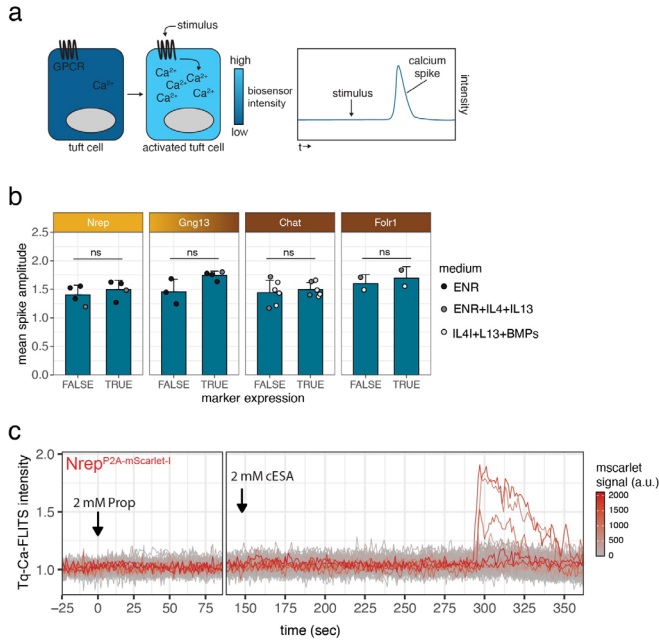 a
stimulus
GPCR
Ca²⁺
Ca²⁺
Ca²⁺
Ca²⁺ Ca²⁺
Ca²⁺ Ca²⁺
high
biosensor
intensity
low
tuft cell
activated tuft cell
stimulus
calcium
spike
intensity
t→
b
Nrep Gng13 Chat Folr1
mean spike amplitude
2.5
2.0
1.5
1.0
0.5
0.0
ns ns ns ns
FALSE TRUE FALSE TRUE FALSE TRUE FALSE TRUE
marker expression
medium
ENR
ENR+IL4+IL13
IL4I+L13+BMPs
c
Tq-Ca-FLITS intensity
2.0
1.5
1.0
Nrep P2A-mScarlet-I
2 mM Prop
2 mM cESA
−25 0 25 50 75 150 175 200 225 250 275 300 325 350
time (sec)
mscarlet
signal (a.u.)
2000
1500
1000
500
0